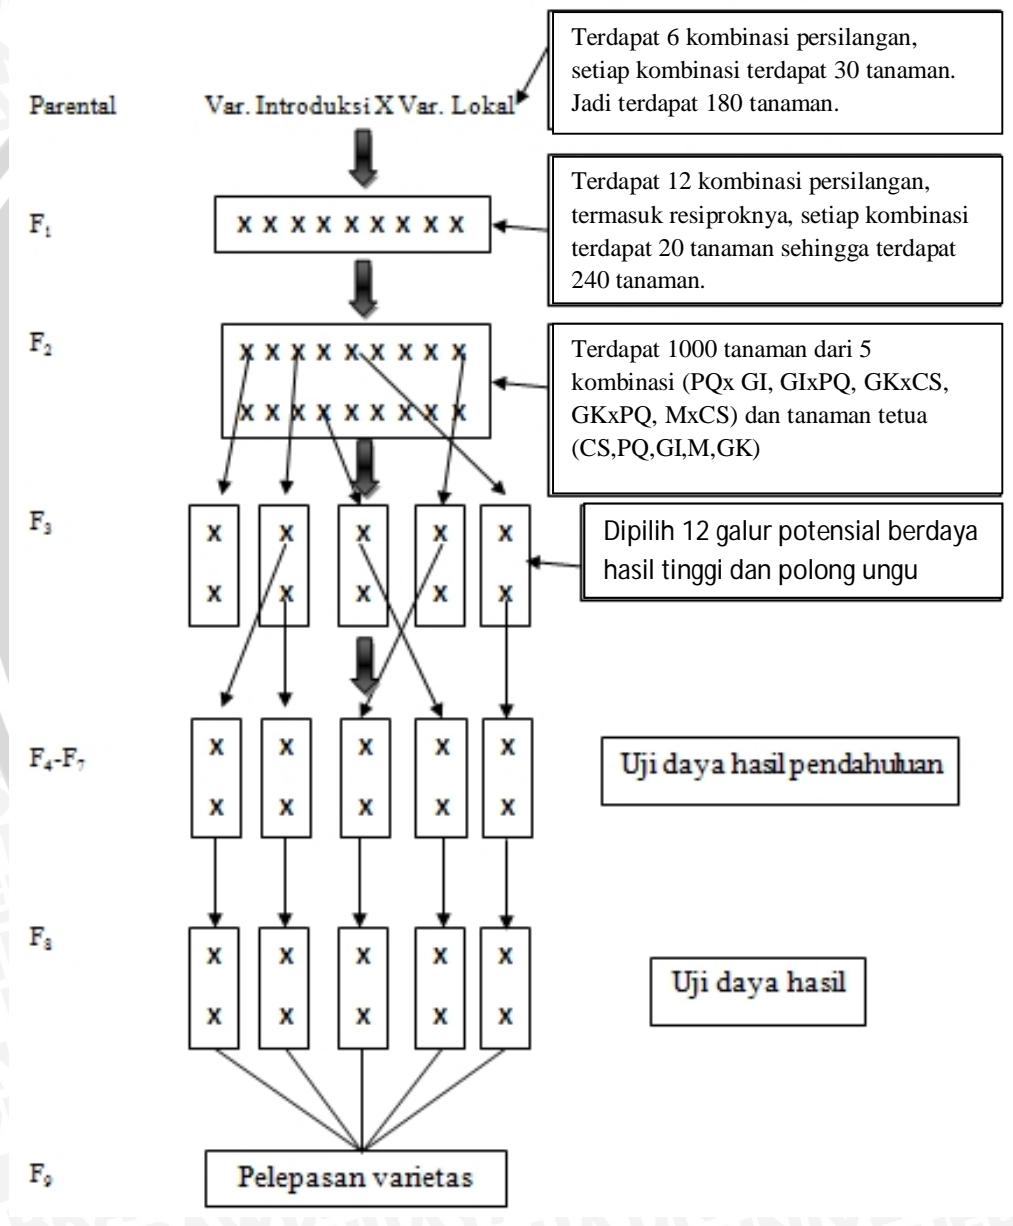 Terdapat 6 kombinasi persilangan,
setiap kombinasi terdapat 30 tanaman.
Jadi terdapat 180 tanaman.
Parental
Var. Introduksi X Var. Lokal
Terdapat 12 kombinasi persilangan,
termasuk resiproknya, setiap kombinasi
terdapat 20 tanaman sehingga terdapat
240 tanaman.
F₁
X X X X X X X X X
F₂
X X X X X X X X X
X X X X X X X X X
Terdapat 1000 tanaman dari 5
kombinasi (PQx GI, GIxPQ, GKxCS,
GKxPQ, MxCS) dan tanaman tetua
(CS,PQ,GI,M,GK)
F₃
X X X X X
X X X X X
Dipilih 12 galur potensial berdaya
hasil tinggi dan polong ungu
F₄-F₇
X X X X X
X X X X X
Uji daya hasil pendahuluan
F₈
X X X X X
X X X X X
Uji daya hasil
F₉
Pelepasan varietas